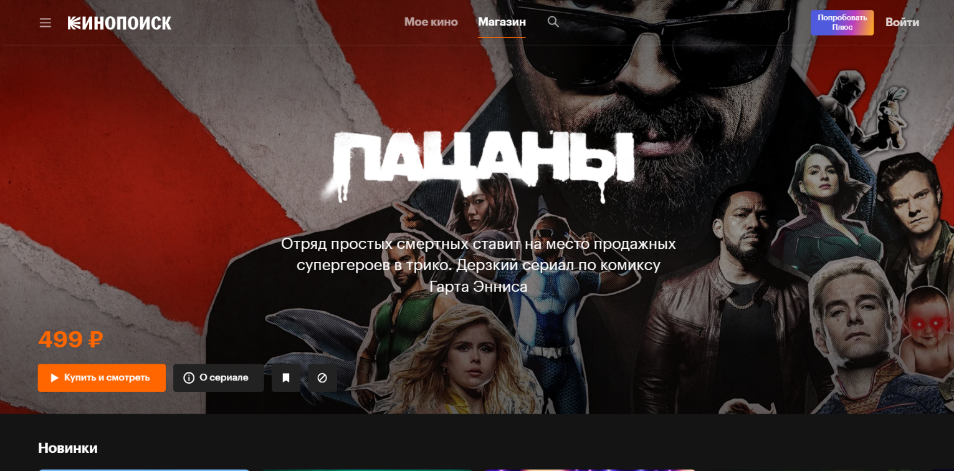 КИНОПОИСК
Мое кино
Магазин
Попробовать
Плюс
Войти
ПАЦАНЫ
Отряд простых смертных ставит на место продажных
супергероев в трико. Дерзкий сериал по комиксу
Гарта Энниса
499 ₽
Купить и смотреть
О сериале
Новинки